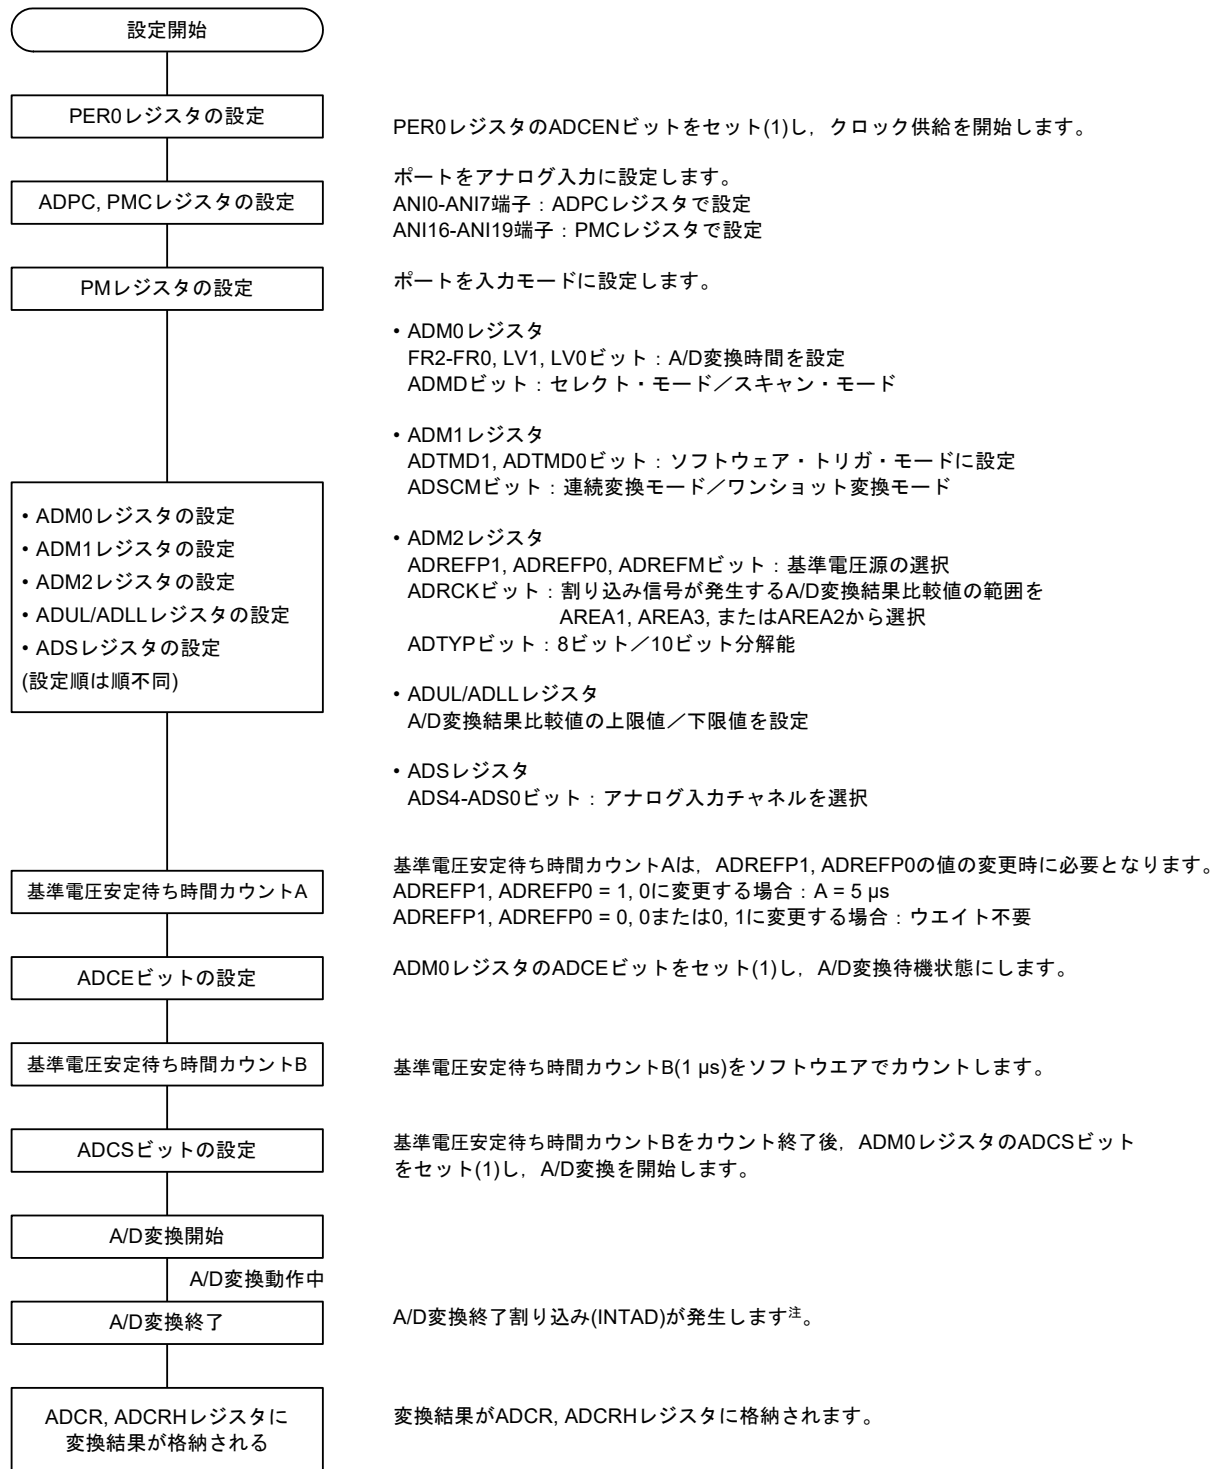 設定開始
PER0レジスタの設定
PER0レジスタのADCENビットをセット(1)し，クロック供給を開始します。
ADPC, PMCレジスタの設定
ポートをアナログ入力に設定します。
ANI0-ANI7端子：ADPCレジスタで設定
ANI16-ANI19端子：PMCレジスタで設定
PMレジスタの設定
ポートを入力モードに設定します。
• ADM0レジスタの設定
• ADM1レジスタの設定
• ADM2レジスタの設定
• ADUL/ADLLレジスタの設定
• ADSレジスタの設定
(設定順は順不同)
• ADM0レジスタ
FR2-FR0, LV1, LV0ビット：A/D変換時間を設定
ADMDビット：セレクト・モード／スキャン・モード
• ADM1レジスタ
ADTMD1, ADTMD0ビット：ソフトウェア・トリガ・モードに設定
ADSCMビット：連続変換モード／ワンショット変換モード
• ADM2レジスタ
ADREFP1, ADREFP0, ADREFMビット：基準電圧源の選択
ADRCKビット：割り込み信号が発生するA/D変換結果比較値の範囲を
AREA1, AREA3, またはAREA2から選択
ADTYPビット：8ビット／10ビット分解能
• ADUL/ADLLレジスタ
A/D変換結果比較値の上限値／下限値を設定
• ADSレジスタ
ADS4-ADS0ビット：アナログ入力チャネルを選択
基準電圧安定待ち時間カウントA
基準電圧安定待ち時間カウントAは，ADREFP1, ADREFP0の値の変更時に必要となります。
ADREFP1, ADREFP0 = 1, 0に変更する場合：A = 5 µs
ADREFP1, ADREFP0 = 0, 0または0, 1に変更する場合：ウエイト不要
ADCEビットの設定
ADM0レジスタのADCEビットをセット(1)し，A/D変換待機状態にします。
基準電圧安定待ち時間カウントB
基準電圧安定待ち時間カウントB(1 µs)をソフトウエアでカウントします。
ADCSビットの設定
基準電圧安定待ち時間カウントBをカウント終了後，ADM0レジスタのADCSビット
をセット(1)し，A/D変換を開始します。
A/D変換開始
A/D変換動作中
A/D変換終了
A/D変換終了割り込み(INTAD)が発生します注。
ADCR, ADCRHレジスタに
変換結果が格納される
変換結果がADCR, ADCRHレジスタに格納されます。